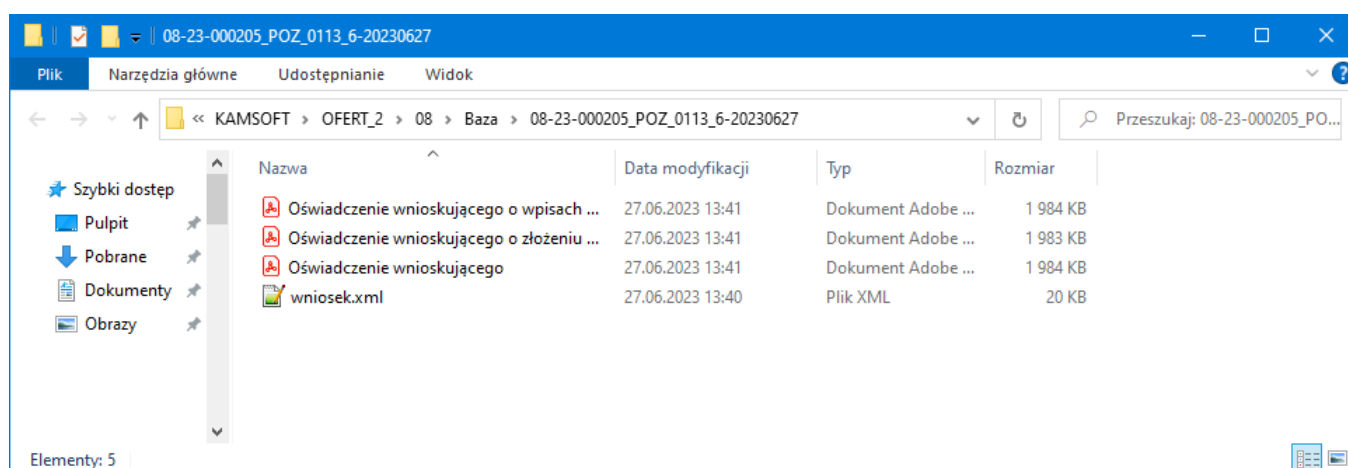 08-23-000205_POZ_0113_6-20230627
Plik Narzędzia główne Udostępnianie Widok
« KAMSOFT › OFERT_2 › 08 › Baza › 08-23-000205_POZ_0113_6-20230627 Przeszukaj: 08-23-000205_PO...
Nazwa Data modyfikacji Typ Rozmiar
Szybki dostęp
Pulpit
Pobrane
Dokumenty
Obrazy
Oświadczenie wnioskującego o wpisach ... 27.06.2023 13:41 Dokument Adobe ... 1 984 KB
Oświadczenie wnioskującego o złożeniu ... 27.06.2023 13:41 Dokument Adobe ... 1 983 KB
Oświadczenie wnioskującego 27.06.2023 13:41 Dokument Adobe ... 1 984 KB
wniosek.xml 27.06.2023 13:40 Plik XML 20 KB
Elementy: 5